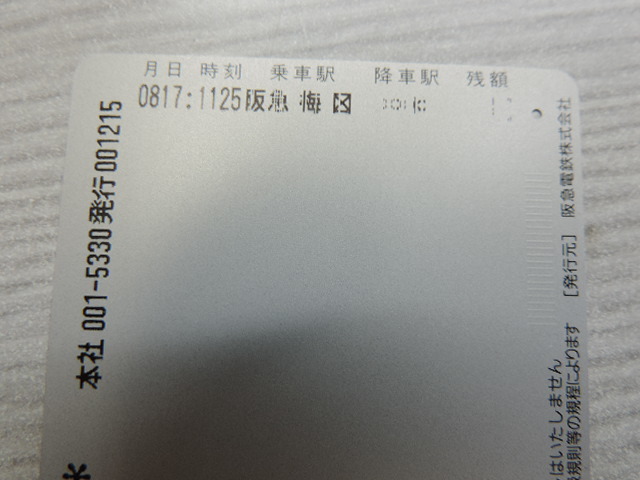 月日 時刻 乗車駅 降車駅 残額
0817:1125阪急 梅田
本社 001-5330発行001215
[発行元] 阪急電鉄株式会社
はいたしません
規則等の規程によります